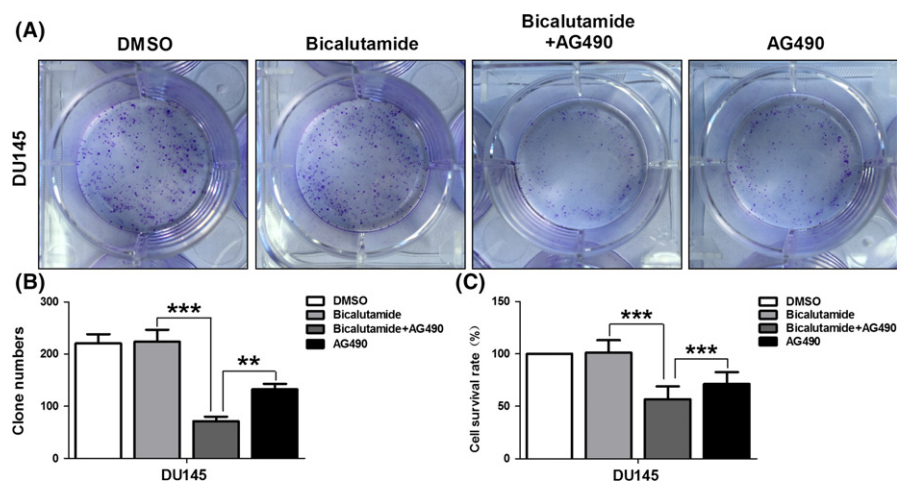 (A)
DMSO
Bicalutamide
Bicalutamide
+AG490
AG490
DU145
(B)
300
200
100
0
Clone numbers
***
**
DU145
DMSO
Bicalutamide
Bicalutamide+AG490
AG490
(C)
150
100
50
0
Cell survival rate（%）
***
***
DU145
DMSO
Bicalutamide
Bicalutamide+AG490
AG490